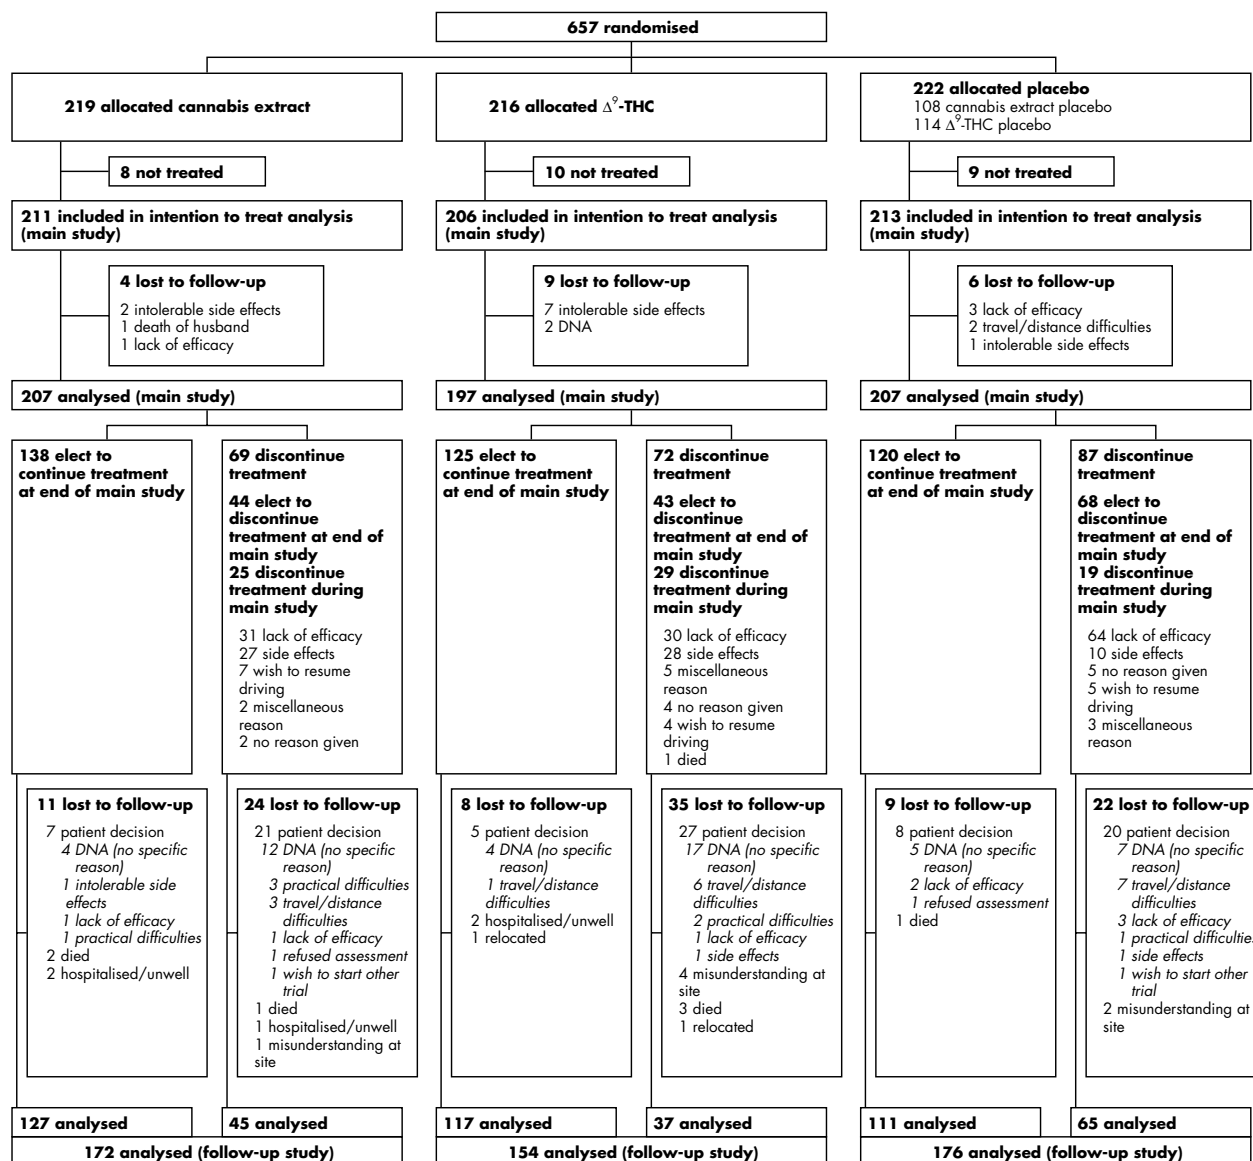 657 randomised
219 allocated cannabis extract
8 not treated
211 included in intention to treat analysis
(main study)
4 lost to follow-up
2 intolerable side effects
1 death of husband
1 lack of efficacy
207 analysed (main study)
138 elect to
continue treatment
at end of main study
69 discontinue
treatment
44 elect to
discontinue
treatment at end of
main study
25 discontinue
treatment during
main study
31 lack of efficacy
27 side effects
7 wish to resume
driving
2 miscellaneous
reason
2 no reason given
11 lost to follow-up
7 patient decision
4 DNA (no specific
reason)
1 intolerable side
effects
1 lack of efficacy
1 practical difficulties
2 died
2 hospitalised/unwell
24 lost to follow-up
21 patient decision
12 DNA (no specific
reason)
3 practical difficulties
3 travel/distance
difficulties
1 lack of efficacy
1 refused assessment
1 wish to start other
trial
1 died
1 hospitalised/unwell
1 misunderstanding at
site
127 analysed
45 analysed
172 analysed (follow-up study)
216 allocated Δ⁹-THC
10 not treated
206 included in intention to treat analysis
(main study)
9 lost to follow-up
7 intolerable side effects
2 DNA
197 analysed (main study)
125 elect to
continue treatment
at end of main study
72 discontinue
treatment
43 elect to
discontinue
treatment at end of
main study
29 discontinue
treatment during
main study
30 lack of efficacy
28 side effects
5 miscellaneous
reason
4 no reason given
4 wish to resume
driving
1 died
8 lost to follow-up
5 patient decision
4 DNA (no specific
reason)
1 travel/distance
difficulties
2 hospitalised/unwell
1 relocated
35 lost to follow-up
27 patient decision
17 DNA (no specific
reason)
6 travel/distance
difficulties
2 practical difficulties
1 lack of efficacy
1 side effects
4 misunderstanding at
site
3 died
1 relocated
117 analysed
37 analysed
154 analysed (follow-up study)
222 allocated placebo
108 cannabis extract placebo
114 Δ⁹-THC placebo
9 not treated
213 included in intention to treat analysis
(main study)
6 lost to follow-up
3 lack of efficacy
2 travel/distance difficulties
1 intolerable side effects
207 analysed (main study)
120 elect to
continue treatment
at end of main study
87 discontinue
treatment
68 elect to
discontinue
treatment at end of
main study
19 discontinue
treatment during
main study
64 lack of efficacy
10 side effects
5 no reason given
5 wish to resume
driving
3 miscellaneous
reason
9 lost to follow-up
8 patient decision
5 DNA (no specific
reason)
2 lack of efficacy
1 refused assessment
1 died
22 lost to follow-up
20 patient decision
7 DNA (no specific
reason)
7 travel/distance
difficulties
3 lack of efficacy
1 practical difficulties
1 side effects
1 wish to start other
trial
2 misunderstanding at
site
111 analysed
65 analysed
176 analysed (follow-up study)